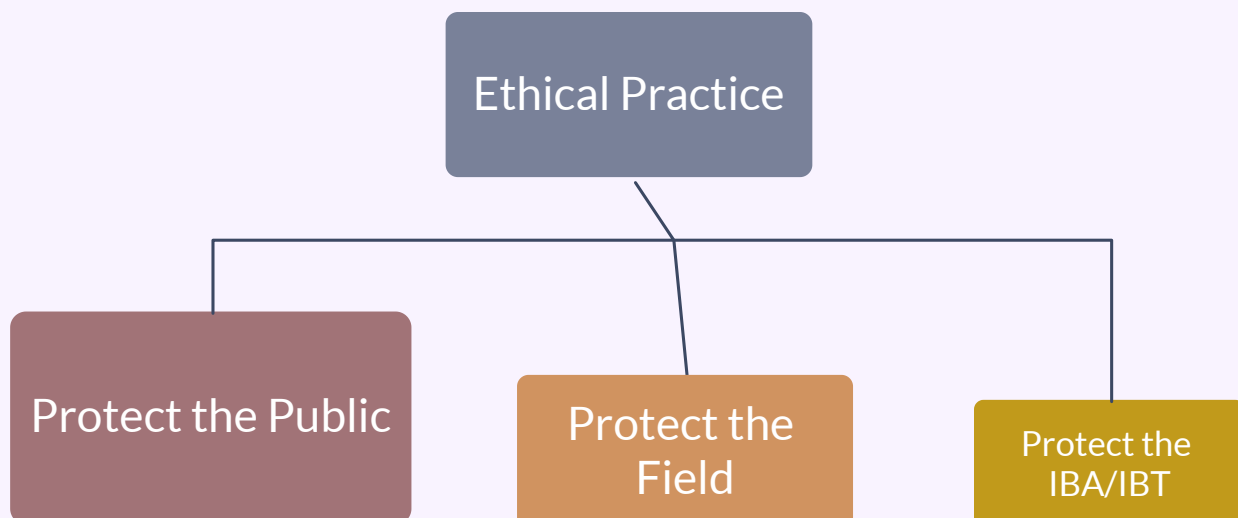 Ethical Practice
Protect the Public
Protect the
Field
Protect the
IBA/IBT